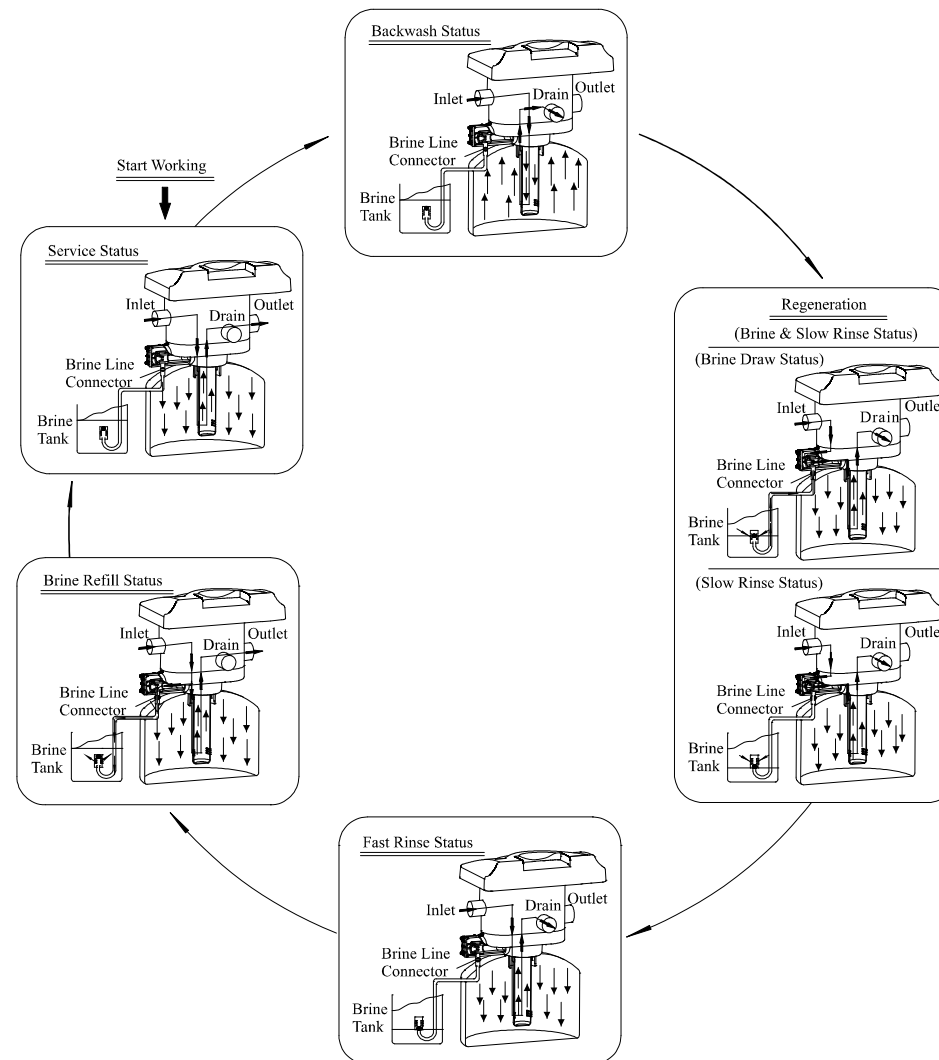 Backwash Status
Inlet
Drain
Outlet
Brine Line
Connector
Brine
Tank
Start Working
Service Status
Inlet
Outlet
Drain
Brine Line
Connector
Brine
Tank
Regeneration
(Brine & Slow Rinse Status)
(Brine Draw Status)
Inlet
Outlet
Drain
Brine Line
Connector
Brine
Tank
(Slow Rinse Status)
Inlet
Outlet
Drain
Brine Line
Connector
Brine
Tank
Brine Refill Status
Inlet
Outlet
Drain
Brine Line
Connector
Brine
Tank
Fast Rinse Status
Inlet
Drain
Outlet
Brine Line
Connector
Brine
Tank